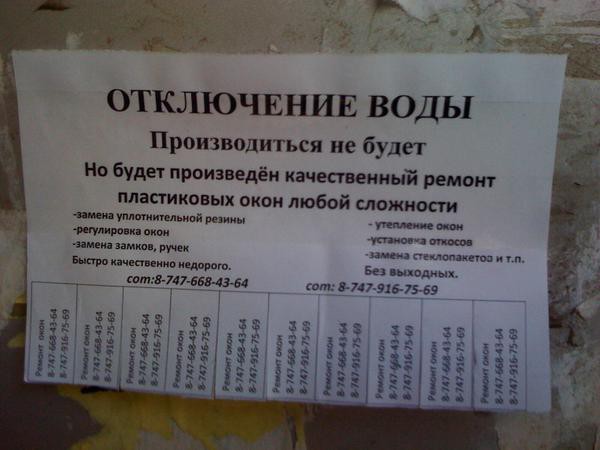 ОТКЛЮЧЕНИЕ ВОДЫ
Производиться не будет
Но будет произведён качественный ремонт
пластиковых окон любой сложности
-замена уплотнительной резины
-регулировка окон
-замена замков, ручек
Быстро качественно недорого.
сот:8-747-668-43-64
- утепление окон
-установка откосов
-замена стеклопакетов и т.п.
Без выходных.
сот: 8-747-916-75-69
Ремонт окон
8-747-668-43-64
8-747-916-75-69
Ремонт окон
8-747-668-43-64
8-747-916-75-69
Ремонт окон
8-747-668-43-64
8-747-916-75-69
Ремонт окон
8-747-668-43-64
8-747-916-75-69
Ремонт окон
8-747-668-43-64
8-747-916-75-69
Ремонт окон
8-747-668-43-64
8-747-916-75-69
Ремонт окон
8-747-668-43-64
8-747-916-75-69
Ремонт окон
8-747-668-43-64
8-747-916-75-69
Ремонт окон
8-747-668-43-64
8-747-916-75-69
Ремонт окон
8-747-668-43-64
8-747-916-75-69